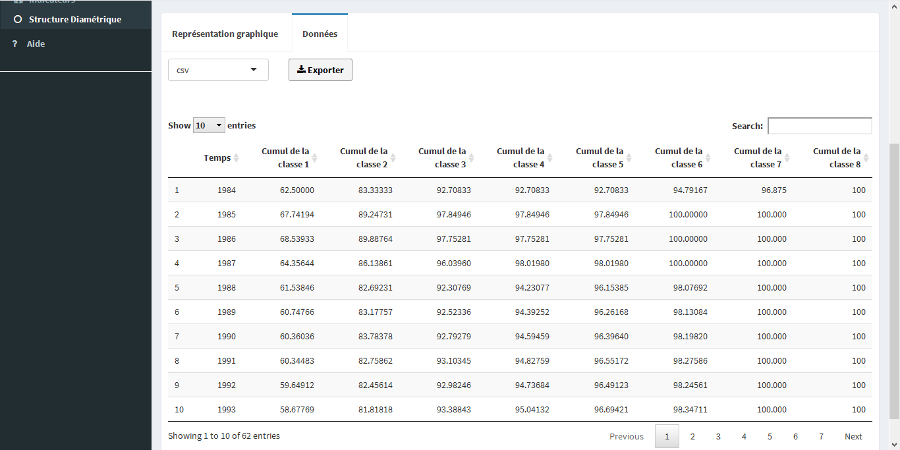 Indicateurs
Structure Diamétrique
? Aide
Représentation graphique Données
csv Exporter
Show 10 entries Search:
Temps Cumul de la classe 1 Cumul de la classe 2 Cumul de la classe 3 Cumul de la classe 4 Cumul de la classe 5 Cumul de la classe 6 Cumul de la classe 7 Cumul de la classe 8
1 1984 62.50000 83.33333 92.70833 92.70833 92.70833 94.79167 96.875 100
2 1985 67.74194 89.24731 97.84946 97.84946 97.84946 100.00000 100.000 100
3 1986 68.53933 89.88764 97.75281 97.75281 97.75281 100.00000 100.000 100
4 1987 64.35644 86.13861 96.03960 98.01980 98.01980 100.00000 100.000 100
5 1988 61.53846 82.69231 92.30769 94.23077 96.15385 98.07692 100.000 100
6 1989 60.74766 83.17757 92.52336 94.39252 96.26168 98.13084 100.000 100
7 1990 60.36036 83.78378 92.79279 94.59459 96.39640 98.19820 100.000 100
8 1991 60.34483 82.75862 93.10345 94.82759 96.55172 98.27586 100.000 100
9 1992 59.64912 82.45614 92.98246 94.73684 96.49123 98.24561 100.000 100
10 1993 58.67769 81.81818 93.38843 95.04132 96.69421 98.34711 100.000 100
Showing 1 to 10 of 62 entries Previous 1 2 3 4 5 6 7 Next